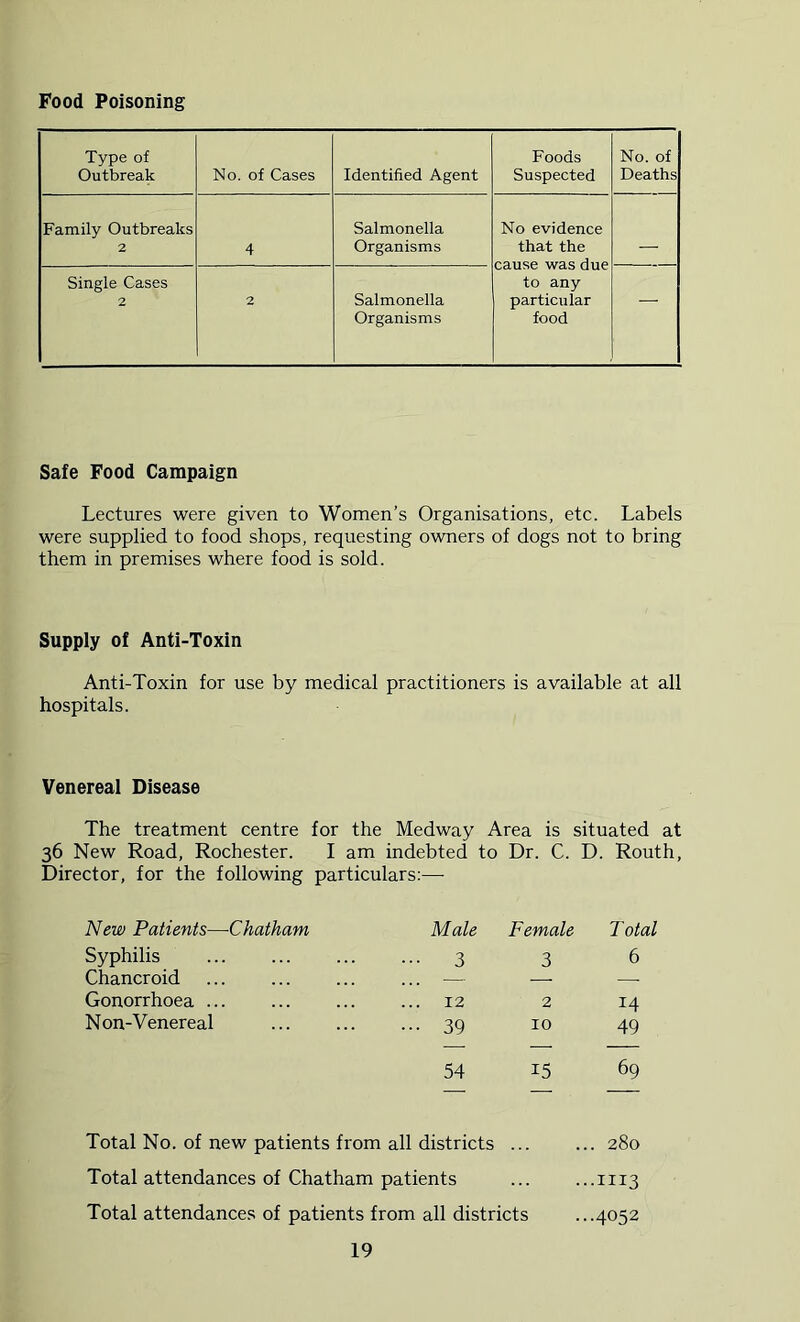 Food Poisoning
Type of Outbreak | No. of Cases | Identified Agent | Foods Suspected | No. of Deaths
Family Outbreaks 2 | 4 | Salmonella Organisms | No evidence that the cause was due to any particular food | —
Single Cases 2 | 2 | Salmonella Organisms | —
Safe Food Campaign
Lectures were given to Women's Organisations, etc. Labels
were supplied to food shops, requesting owners of dogs not to bring
them in premises where food is sold.
Supply of Anti-Toxin
Anti-Toxin for use by medical practitioners is available at all
hospitals.
Venereal Disease
The treatment centre for the Medway Area is situated at
36 New Road, Rochester. I am indebted to Dr. C. D. Routh,
Director, for the following particulars:—
New Patients—Chatham Male Female Total
Syphilis ... ... ... ... 3 3 6
Chancroid ... ... ... ... — — —
Gonorrhoea ... ... ... ... 12 2 14
Non-Venereal ... ... ... 39 10 49
54 15 69
Total No. of new patients from all districts ... ... 280
Total attendances of Chatham patients ... ...1113
Total attendances of patients from all districts ...4052
19